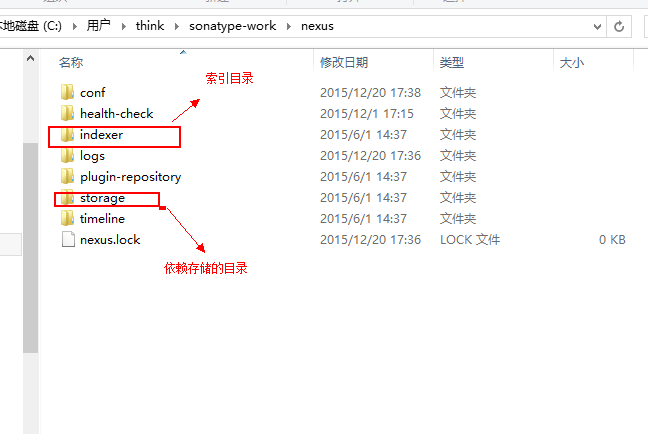 本地磁盘 (C:) 用户 think sonatype-work nexus
名称 修改日期 类型 大小
索引目录
conf 2015/12/20 17:38 文件夹
health-check 2015/12/1 17:15 文件夹
indexer 2015/6/1 14:37 文件夹
logs 2015/12/20 17:36 文件夹
plugin-repository 2015/6/1 14:37 文件夹
storage 2015/6/1 14:37 文件夹
timeline 2015/6/1 14:37 文件夹
nexus.lock 2015/12/20 17:36 LOCK 文件 0 KB
依赖存储的目录